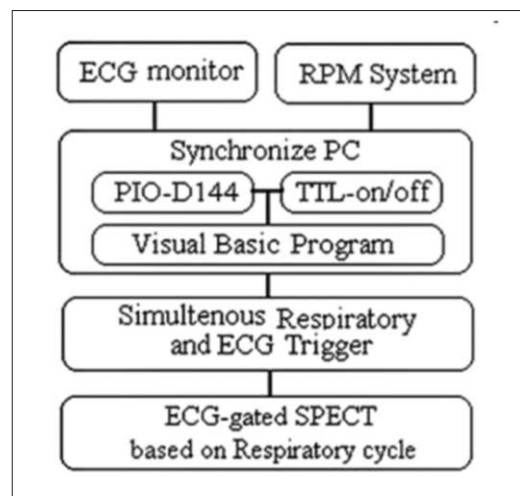 ECG monitor
RPM System
Synchronize PC
PIO-D144
TTL-on/off
Visual Basic Program
Simultenous Respiratory
and ECG Trigger
ECG-gated SPECT
based on Respiratory cycle